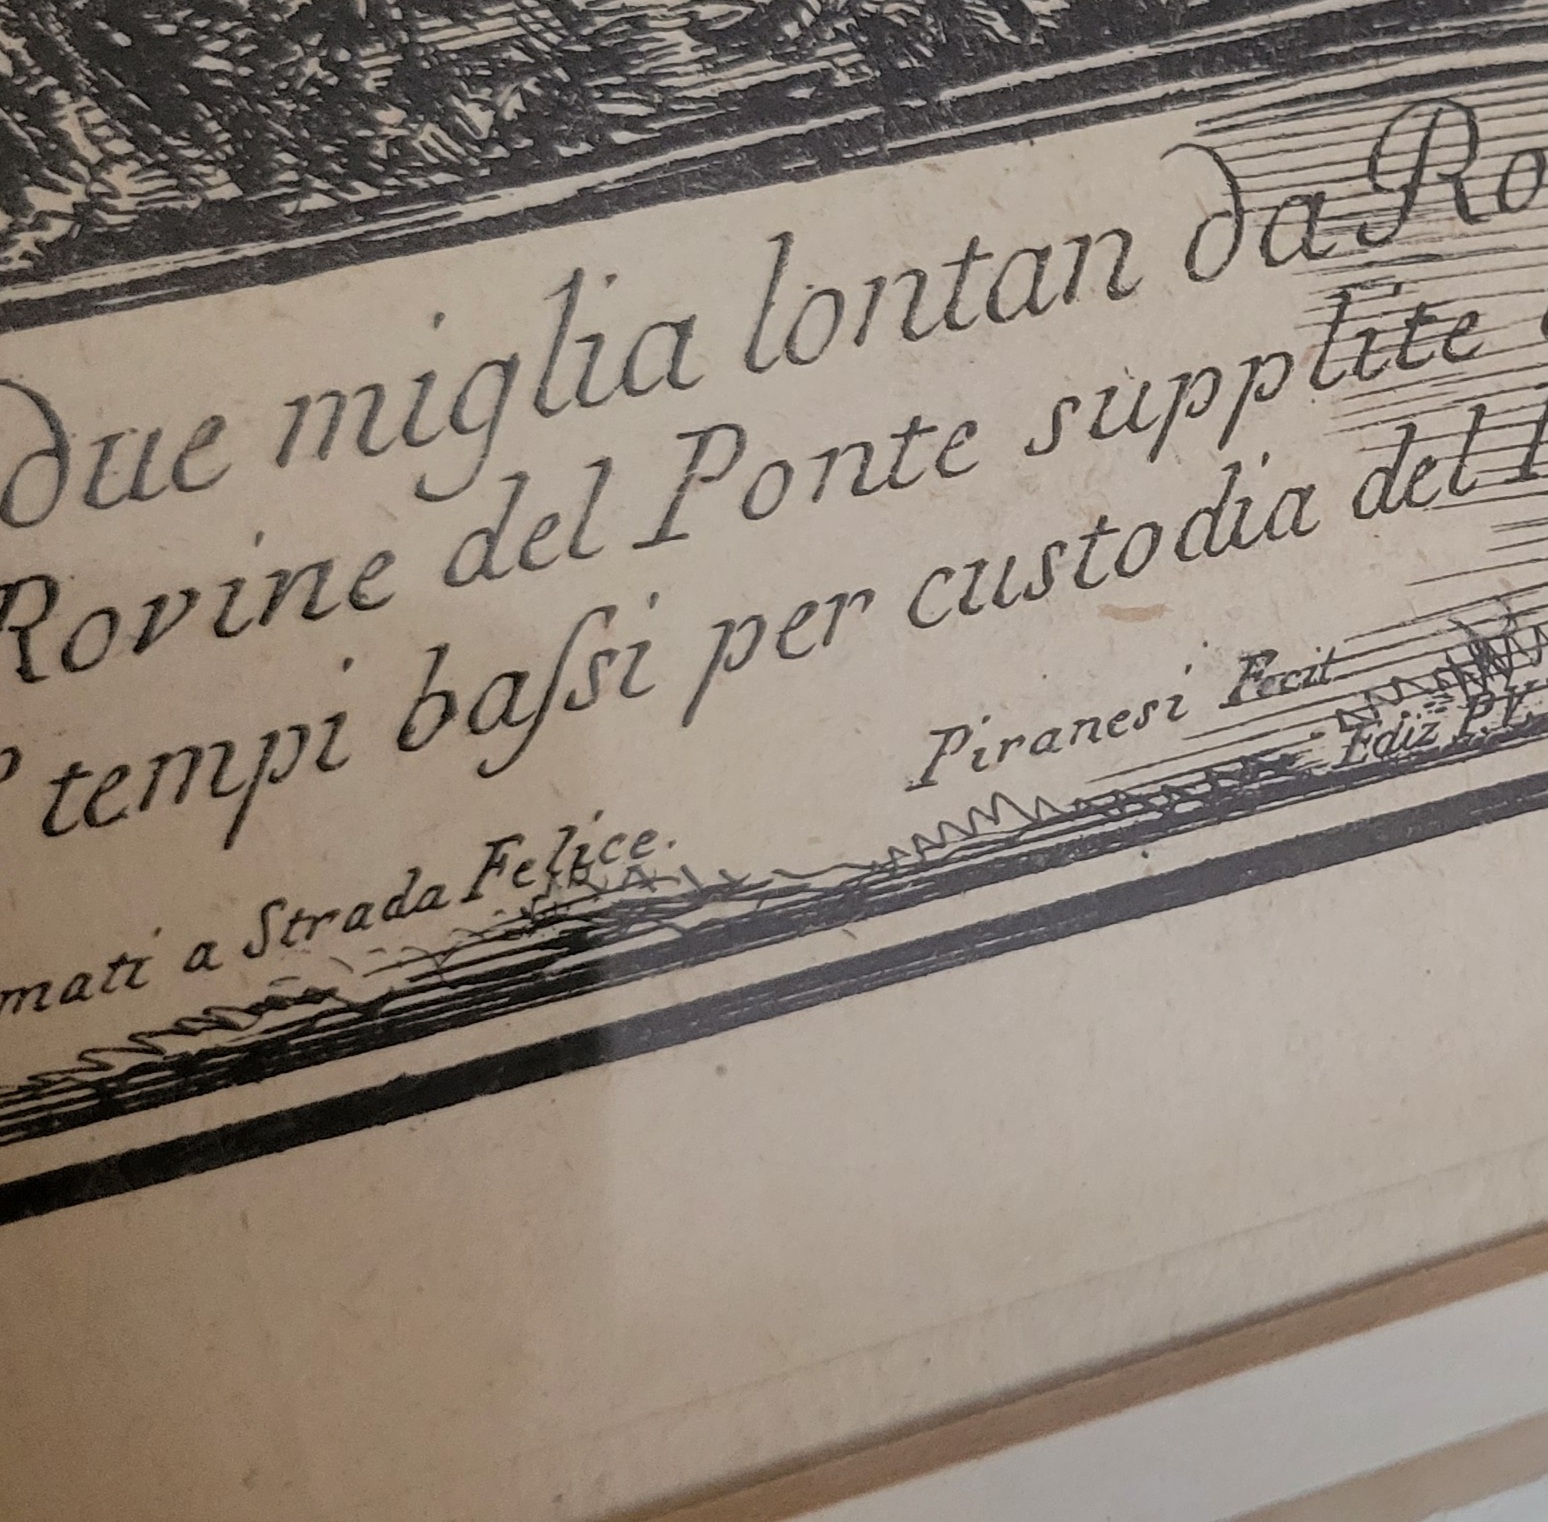 due miglia lontan da Ro
Rovine del Ponte supplite
tempi baſsi per custodia del
Piranesi Fecit
Ediz P.
mati a Strada Felice.